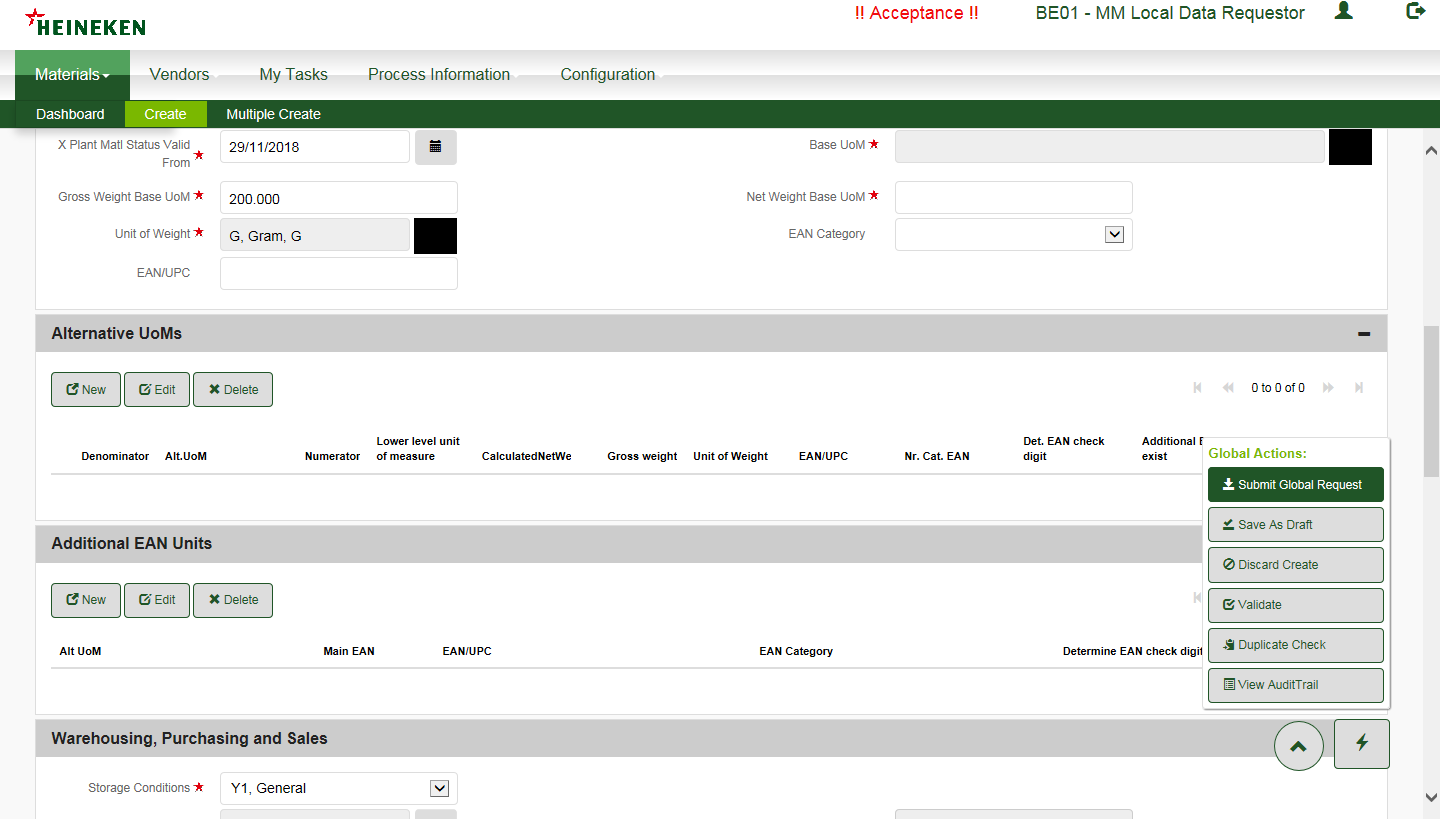 HEINEKEN
!! Acceptance !!
BE01 - MM Local Data Requestor
Materials
Vendors
My Tasks
Process Information
Configuration
Dashboard
Create
Multiple Create
X Plant Matl Status Valid
From
29/11/2018
Base UoM
Gross Weight Base UoM
200.000
Net Weight Base UoM
Unit of Weight
G, Gram, G
EAN Category
EAN/UPC
Alternative UoMs
New
Edit
Delete
0 to 0 of 0
Denominator
Alt.UoM
Numerator
Lower level unit
of measure
CalculatedNetWe
Gross weight
Unit of Weight
EAN/UPC
Nr. Cat. EAN
Det. EAN check
digit
Additional
exist
Global Actions:
Submit Global Request
Save As Draft
Discard Create
Validate
Duplicate Check
View AuditTrail
Additional EAN Units
New
Edit
Delete
Alt UoM
Main EAN
EAN/UPC
EAN Category
Determine EAN check digit
Warehousing, Purchasing and Sales
Storage Conditions
Y1, General